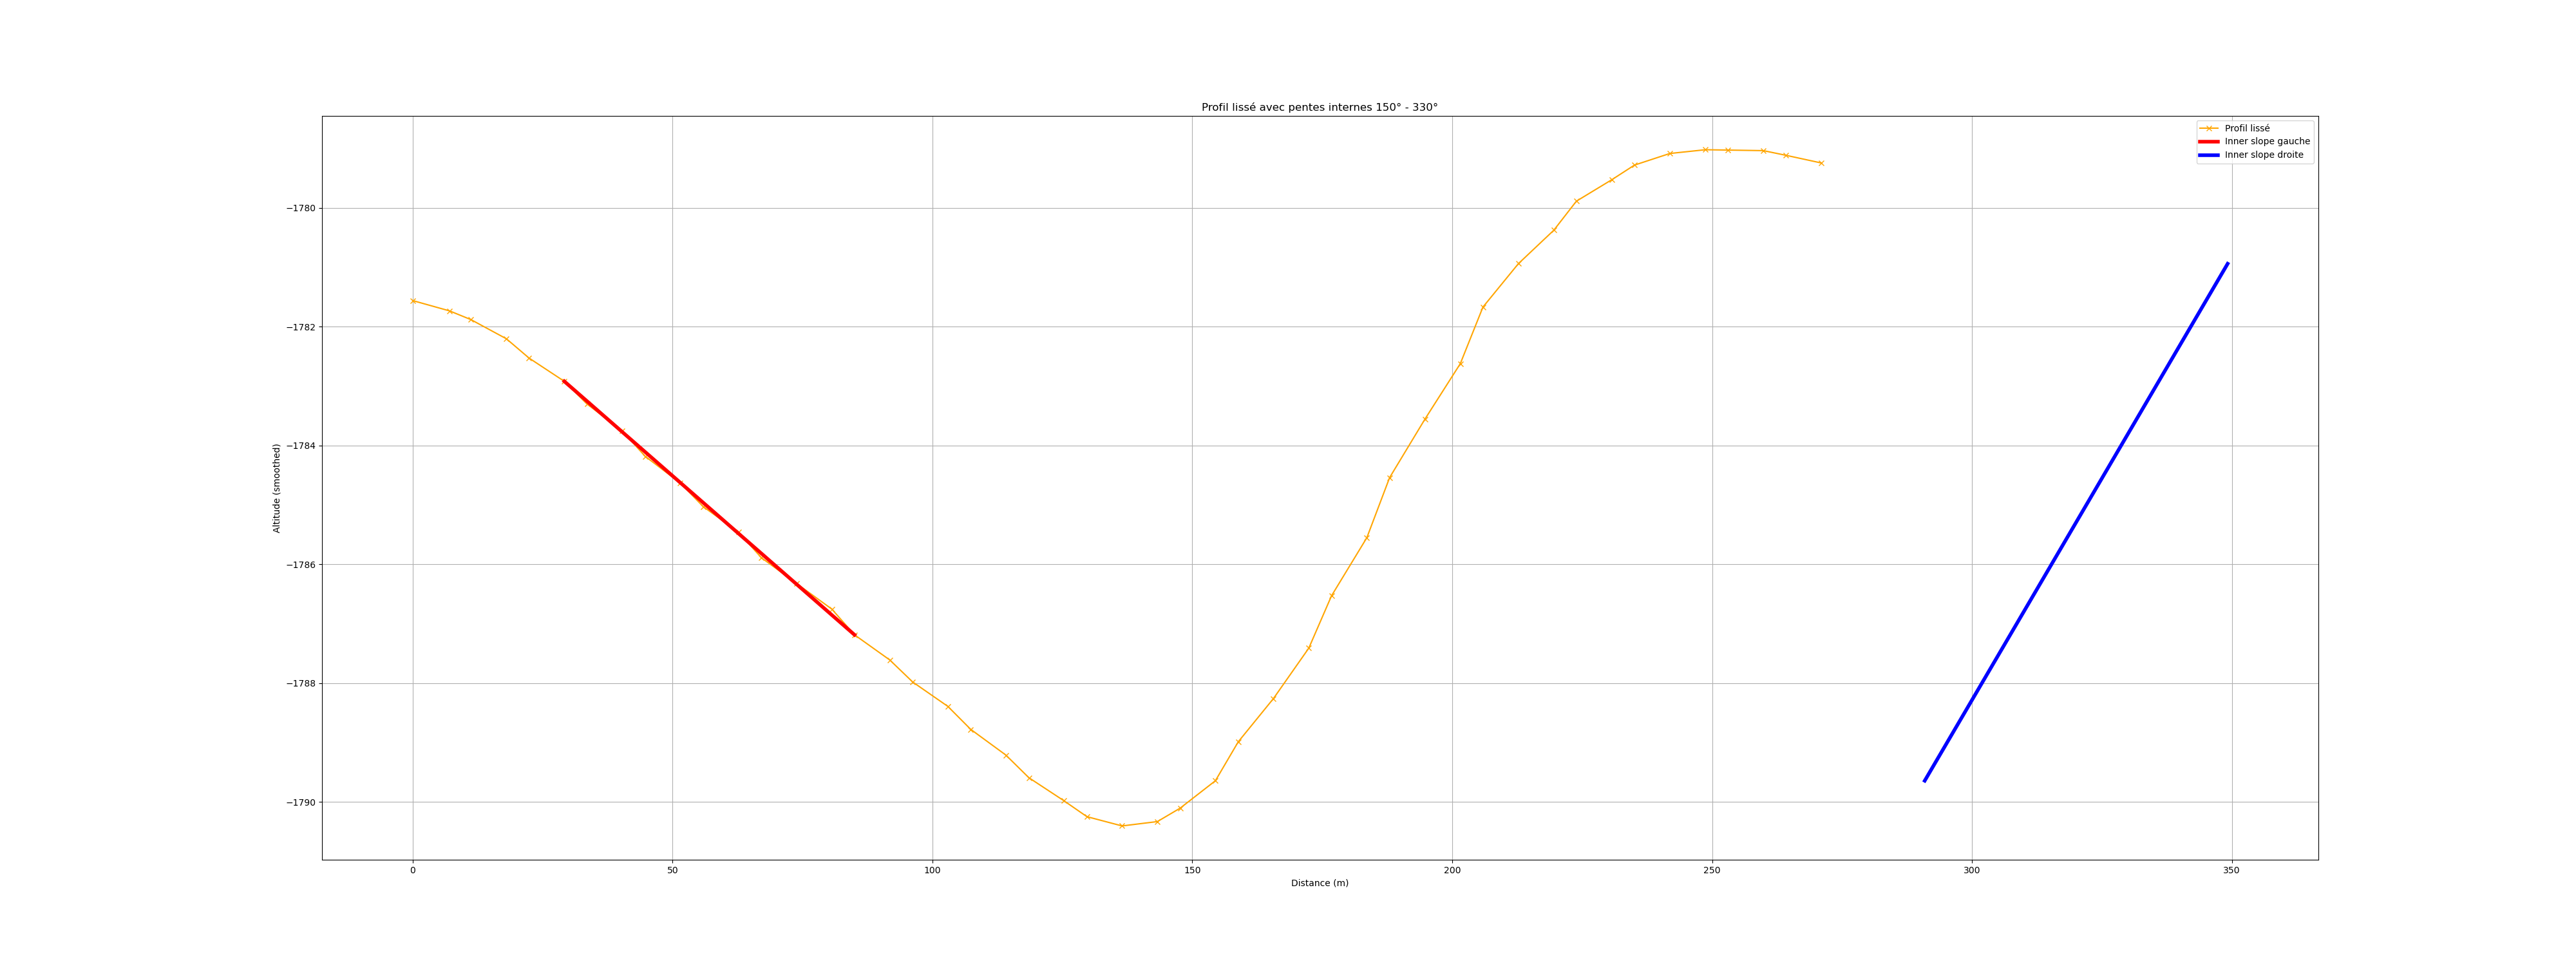 Profil lissé avec pentes internes 150° - 330°
Profil lissé
Inner slope gauche
Inner slope droite
Altitude (smoothed)
−1780
−1782
−1784
−1786
−1788
−1790
0 50 100 150 200 250 300 350
Distance (m)